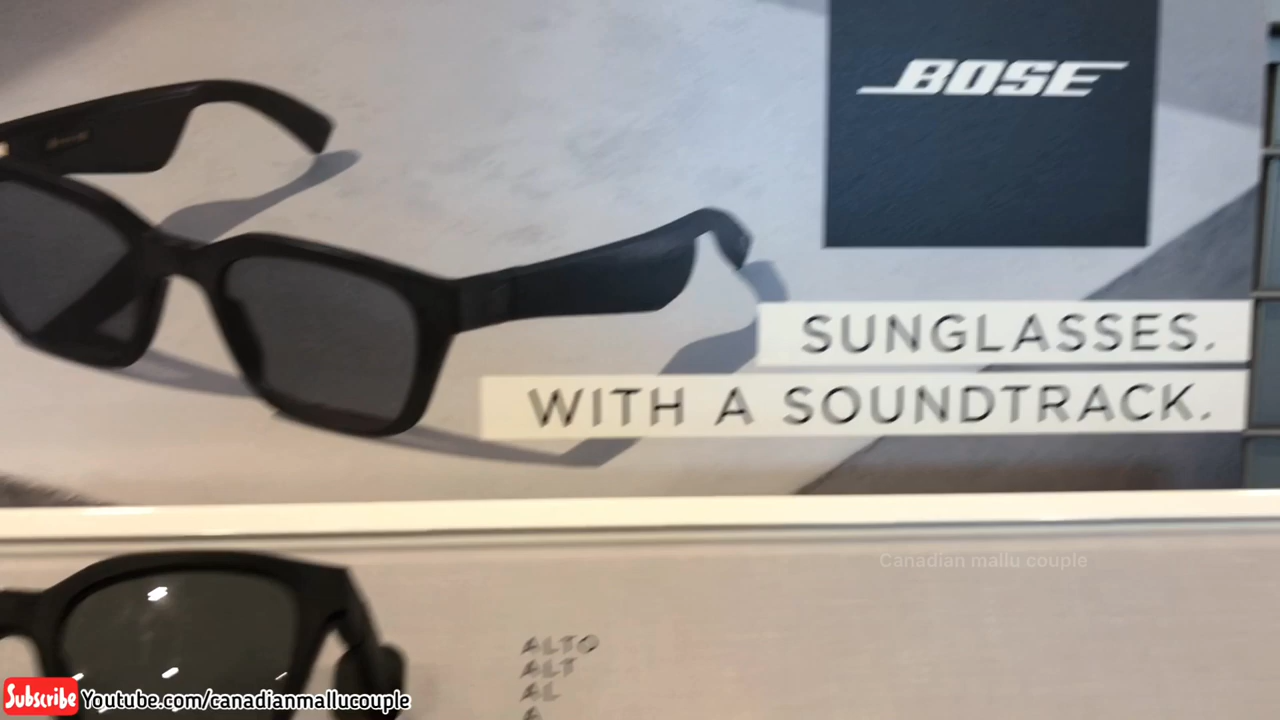 BOSE
SUNGLASSES.
WITH A SOUNDTRACK.
Canadian mallu couple
ALTO
ALT
AL
A
Subscribe Youtube.com/canadianmallucouple